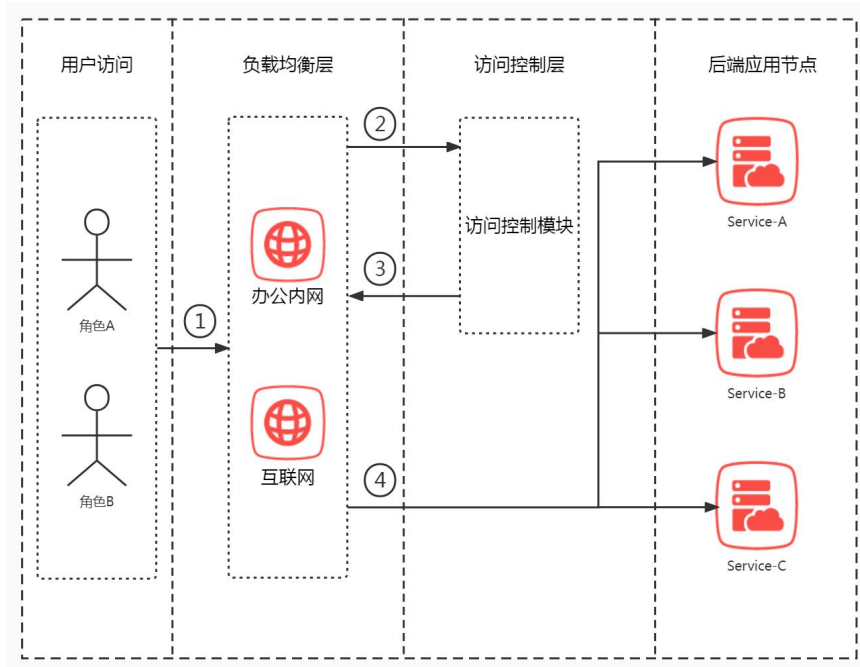 用户访问
负载均衡层
访问控制层
后端应用节点
角色A
角色B
①
办公内网
互联网
②
③
④
访问控制模块
Service-A
Service-B
Service-C